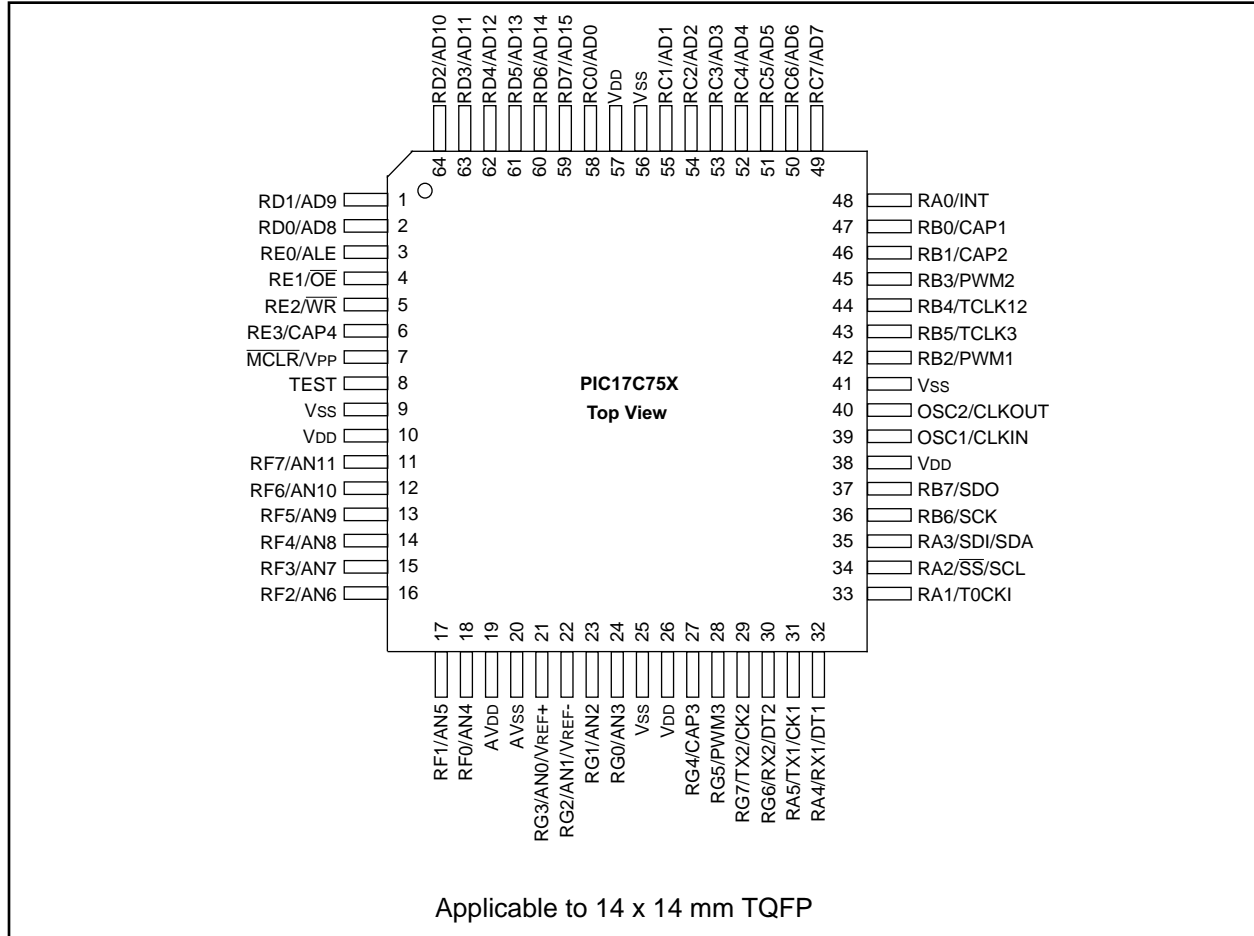 RD2/AD10
RD3/AD11
RD4/AD12
RD5/AD13
RD6/AD14
RD7/AD15
RC0/AD0
VDD
VSS
RC1/AD1
RC2/AD2
RC3/AD3
RC4/AD4
RC5/AD5
RC6/AD6
RC7/AD7
64
63
62
61
60
59
58
57
56
55
54
53
52
51
50
49
RD1/AD9 1
RD0/AD8 2
RE0/ALE 3
RE1/O̅E̅ 4
RE2/W̅R̅ 5
RE3/CAP4 6
M̅C̅L̅R̅/VPP 7
TEST 8
VSS 9
VDD 10
RF7/AN11 11
RF6/AN10 12
RF5/AN9 13
RF4/AN8 14
RF3/AN7 15
RF2/AN6 16
PIC17C75X
Top View
48 RA0/INT
47 RB0/CAP1
46 RB1/CAP2
45 RB3/PWM2
44 RB4/TCLK12
43 RB5/TCLK3
42 RB2/PWM1
41 VSS
40 OSC2/CLKOUT
39 OSC1/CLKIN
38 VDD
37 RB7/SDO
36 RB6/SCK
35 RA3/SDI/SDA
34 RA2/S̅S̅/SCL
33 RA1/T0CKI
17
18
19
20
21
22
23
24
25
26
27
28
29
30
31
32
RF1/AN5
RF0/AN4
AVDD
AVSS
RG3/AN0/VREF+
RG2/AN1/VREF-
RG1/AN2
RG0/AN3
VSS
VDD
RG4/CAP3
RG5/PWM3
RG7/TX2/CK2
RG6/RX2/DT2
RA5/TX1/CK1
RA4/RX1/DT1
Applicable to 14 x 14 mm TQFP